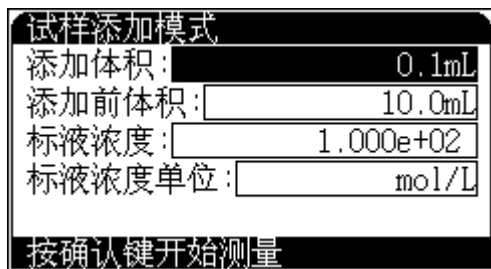 试样添加模式
添加体积: 0.1mL
添加前体积: 10.0mL
标液浓度: 1.000e+02
标液浓度单位: mol/L
按确认键开始测量